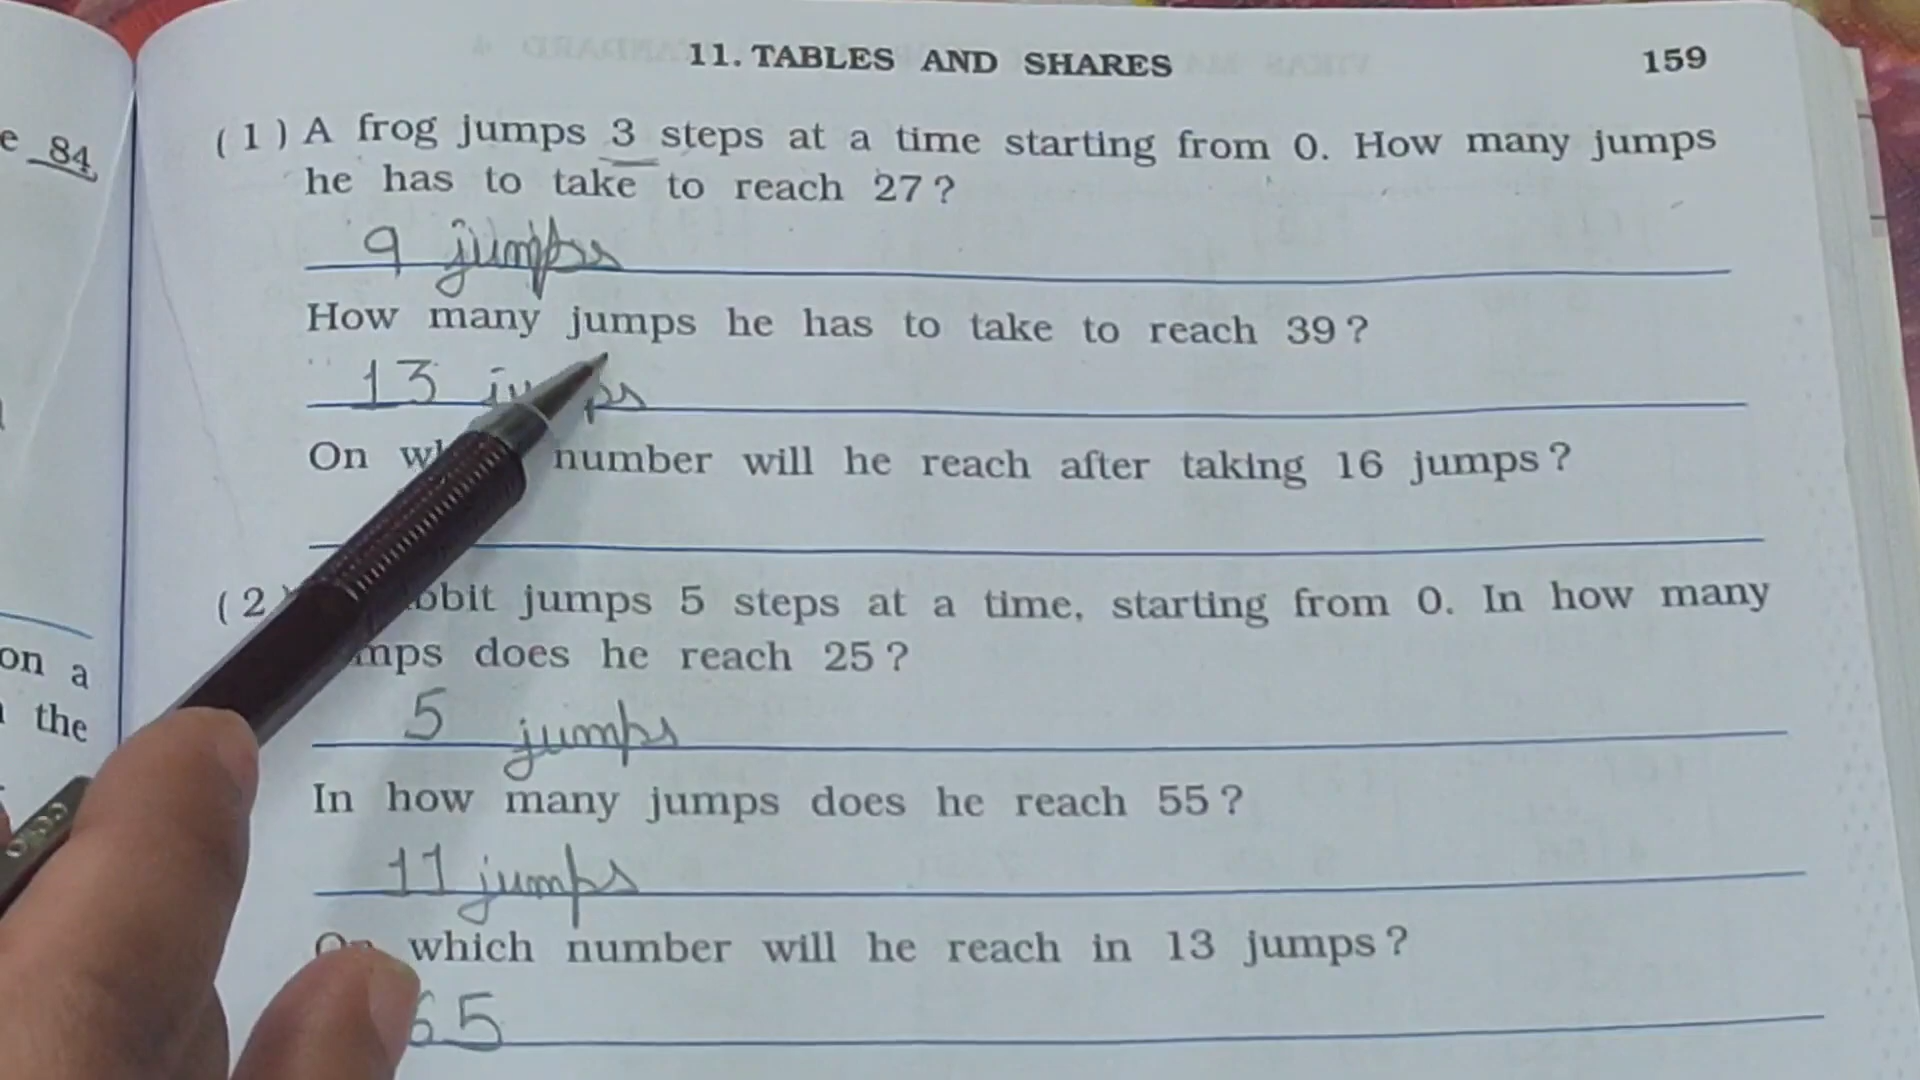 11. TABLES AND SHARES 159
(1) A frog jumps 3 steps at a time starting from 0. How many jumps
he has to take to reach 27?
9 jumps
How many jumps he has to take to reach 39?
13
On number will he reach after taking 16 jumps?
(2) jumps 5 steps at a time, starting from 0. In how many
does he reach 25?
5 jumps
In how many jumps does he reach 55?
11 jumps
On which number will he reach in 13 jumps?
65
e 84
on a
the